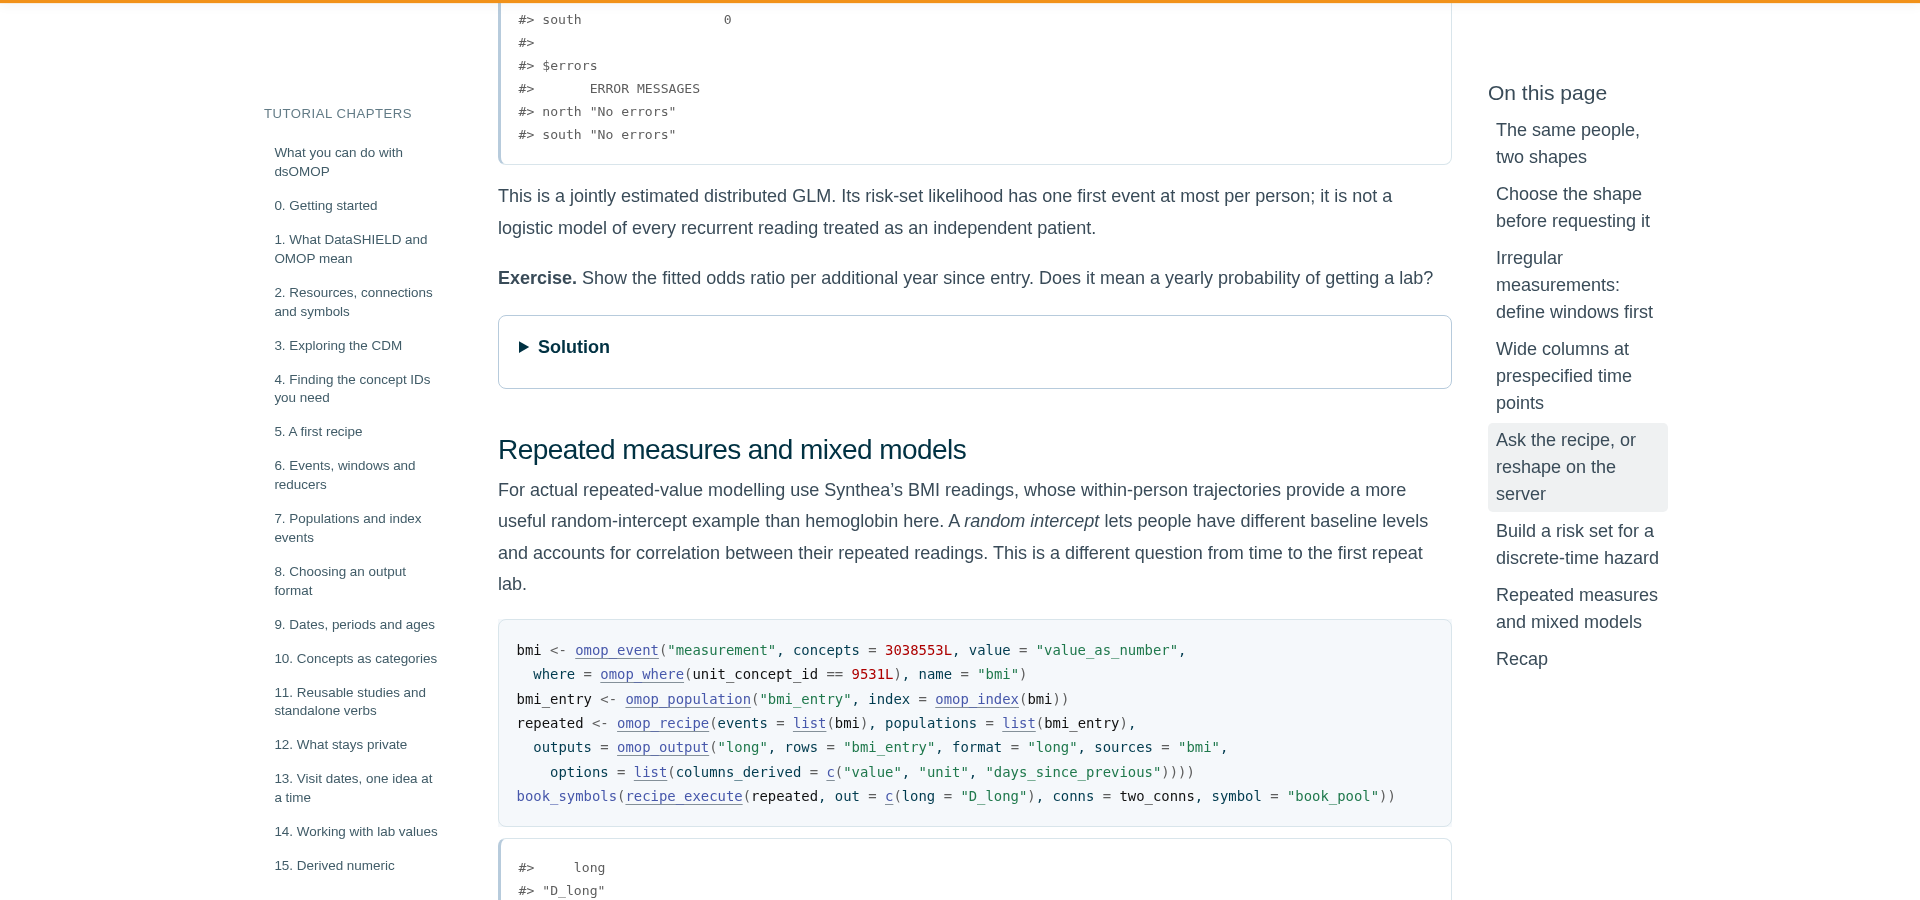 TUTORIAL CHAPTERS
What you can do with
dsOMOP
0. Getting started
1. What DataSHIELD and
OMOP mean
2. Resources, connections
and symbols
3. Exploring the CDM
4. Finding the concept IDs
you need
5. A first recipe
6. Events, windows and
reducers
7. Populations and index
events
8. Choosing an output
format
9. Dates, periods and ages
10. Concepts as categories
11. Reusable studies and
standalone verbs
12. What stays private
13. Visit dates, one idea at
a time
14. Working with lab values
15. Derived numeric
#> south                  0
#>
#> $errors
#>       ERROR MESSAGES
#> north "No errors"
#> south "No errors"
This is a jointly estimated distributed GLM. Its risk-set likelihood has one first event at most per person; it is not a
logistic model of every recurrent reading treated as an independent patient.
Exercise. Show the fitted odds ratio per additional year since entry. Does it mean a yearly probability of getting a lab?
Solution
Repeated measures and mixed models
For actual repeated-value modelling use Synthea’s BMI readings, whose within-person trajectories provide a more
useful random-intercept example than hemoglobin here. A random intercept lets people have different baseline levels
and accounts for correlation between their repeated readings. This is a different question from time to the first repeat
lab.
bmi <- omop_event("measurement", concepts = 3038553L, value = "value_as_number",
  where = omop_where(unit_concept_id == 9531L), name = "bmi")
bmi_entry <- omop_population("bmi_entry", index = omop_index(bmi))
repeated <- omop_recipe(events = list(bmi), populations = list(bmi_entry),
  outputs = omop_output("long", rows = "bmi_entry", format = "long", sources = "bmi",
    options = list(columns_derived = c("value", "unit", "days_since_previous"))))
book_symbols(recipe_execute(repeated, out = c(long = "D_long"), conns = two_conns, symbol = "book_pool"))
#>     long
#> "D_long"
On this page
The same people,
two shapes
Choose the shape
before requesting it
Irregular
measurements:
define windows first
Wide columns at
prespecified time
points
Ask the recipe, or
reshape on the
server
Build a risk set for a
discrete-time hazard
Repeated measures
and mixed models
Recap